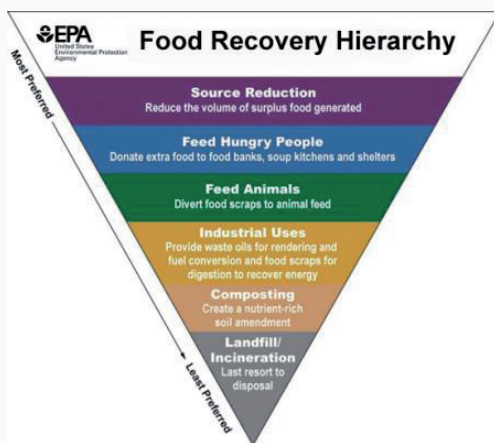 EPA
United States
Environmental Protection
Agency
Food Recovery Hierarchy
Most Preferred
Source Reduction
Reduce the volume of surplus food generated
Feed Hungry People
Donate extra food to food banks, soup kitchens and shelters
Feed Animals
Divert food scraps to animal feed
Industrial Uses
Provide waste oils for rendering and
fuel conversion and food scraps for
digestion to recover energy
Composting
Create a nutrient-rich
soil amendment
Landfill/
Incineration
Last resort to
disposal
Least Preferred